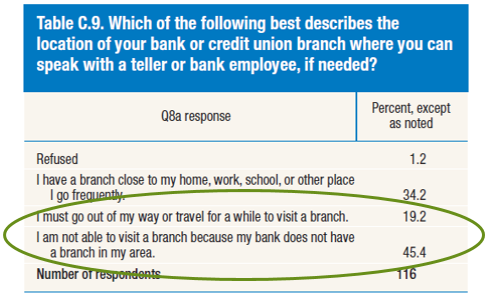 Table C.9. Which of the following best describes the
location of your bank or credit union branch where you can
speak with a teller or bank employee, if needed?
Q8a response
Percent, except
as noted
Refused 1.2
I have a branch close to my home, work, school, or other place
I go frequently. 34.2
I must go out of my way or travel for a while to visit a branch. 19.2
I am not able to visit a branch because my bank does not have
a branch in my area. 45.4
Number of respondents 116